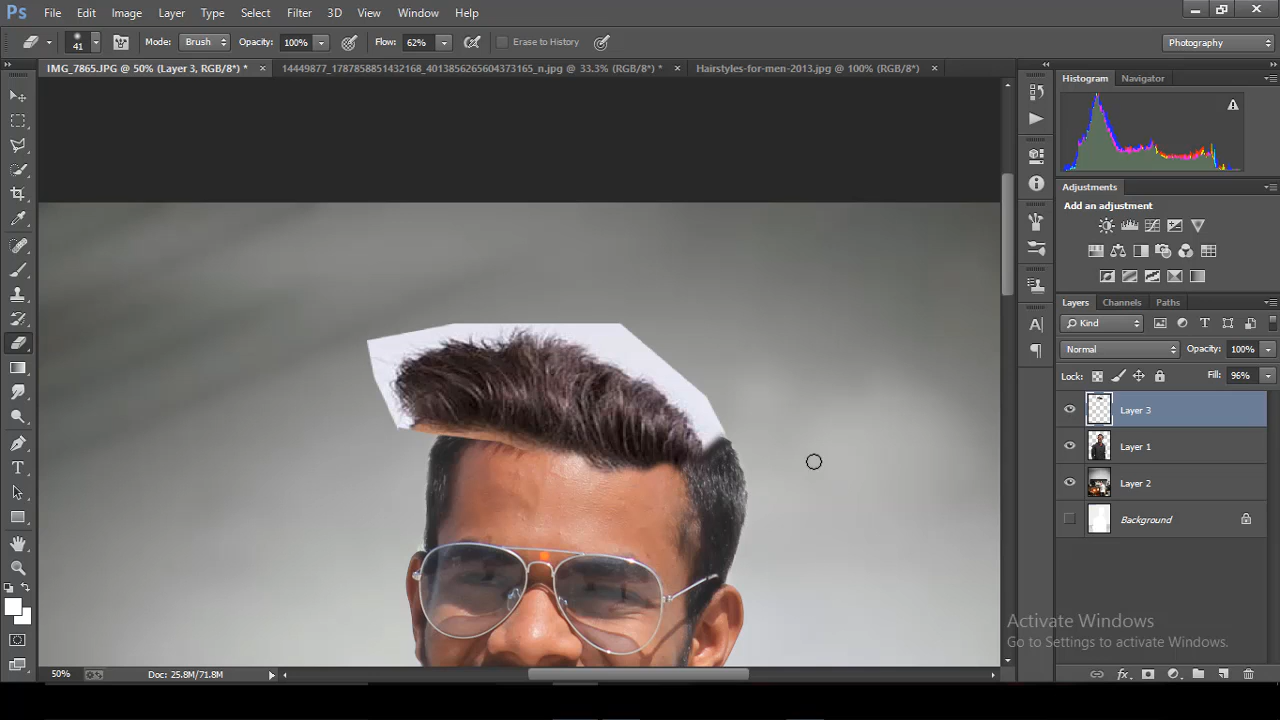 Ps File Edit Image Layer Type Select Filter 3D View Window Help
41 Mode: Brush Opacity: 100% Flow: 62% Erase to History Photography
IMG_7865.JPG @ 50% (Layer 3, RGB/8*) * 14449877_1787858851432168_4013856265604373165_n.jpg @ 33.3% (RGB/8*) * Hairstyles-for-men-2013.jpg @ 100% (RGB/8*)
Histogram Navigator
Adjustments
Add an adjustment
Layers Channels Paths
Kind
Normal Opacity: 100%
Lock: Fill: 96%
Layer 3
Layer 1
Layer 2
Background
Activate Windows
Go to Settings to activate Windows.
50% Doc: 25.8M/71.8M